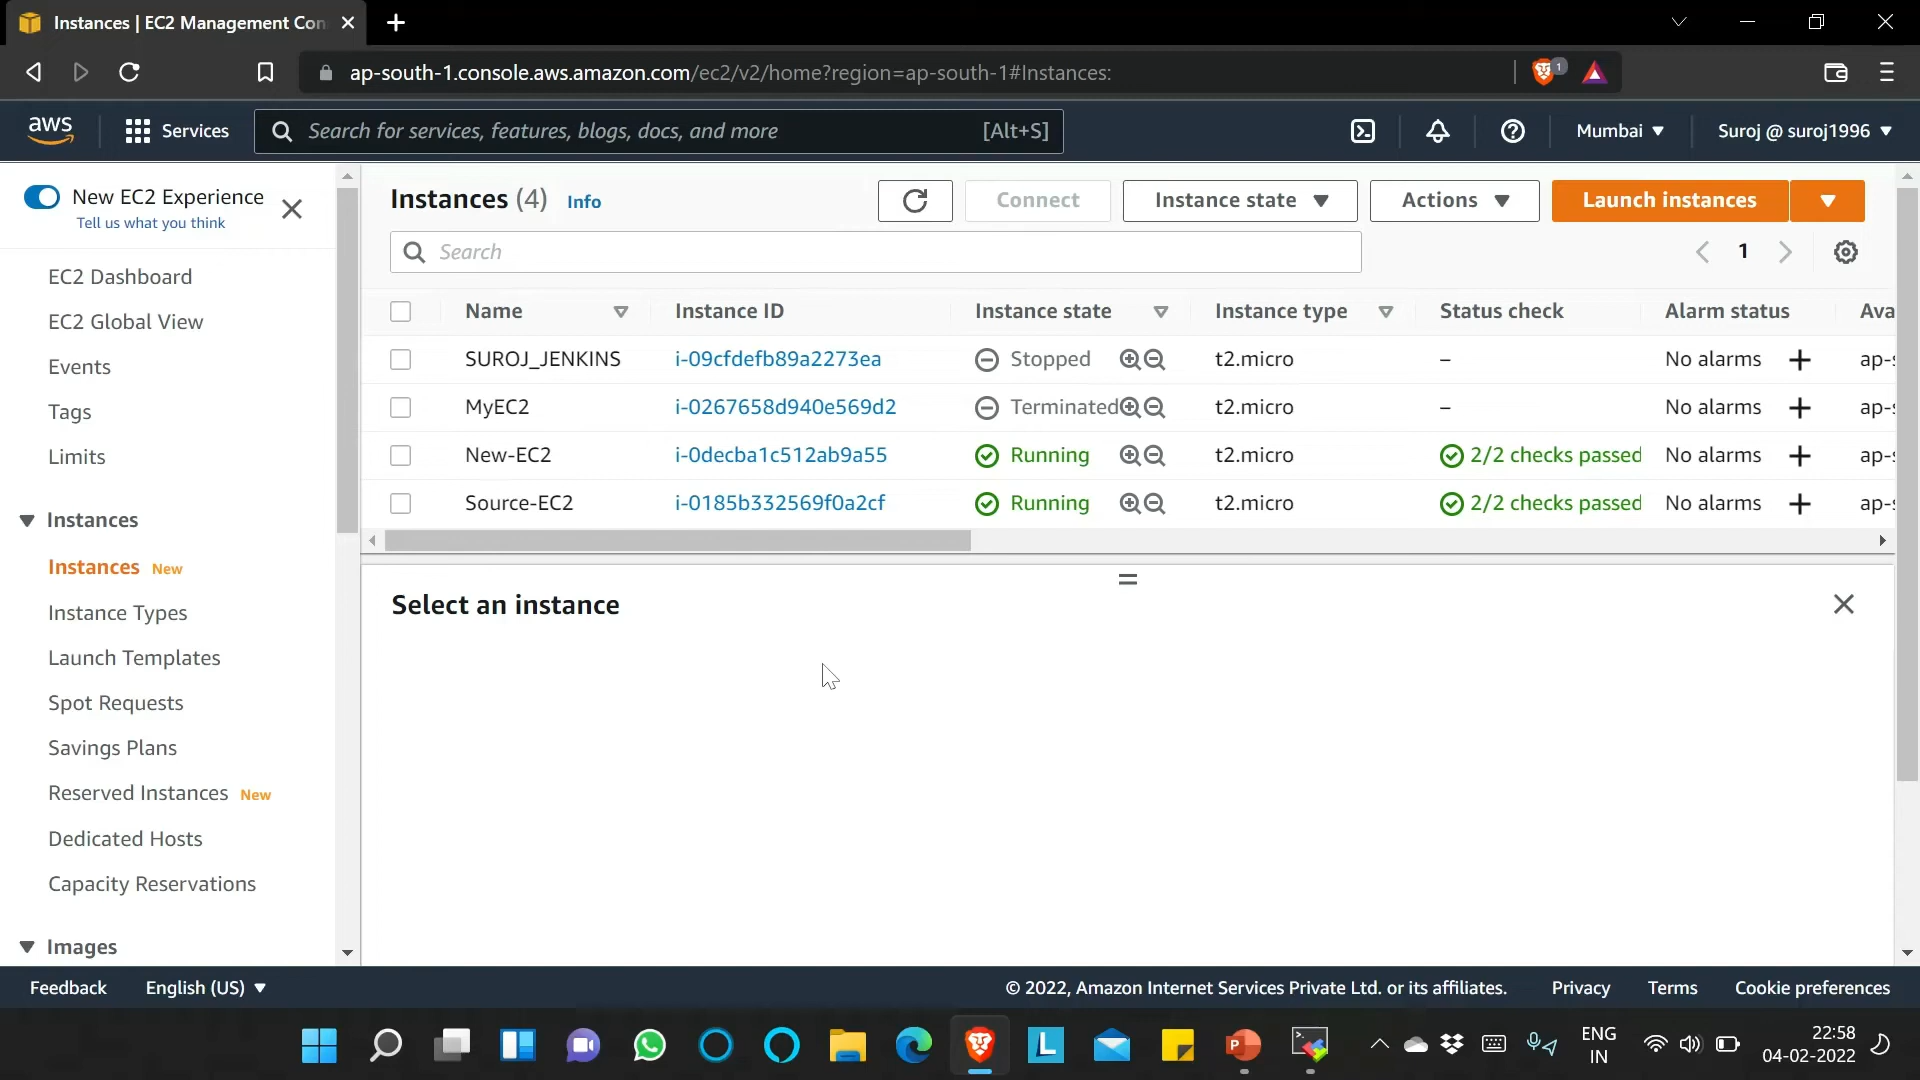 Instances | EC2 Management Con
ap-south-1.console.aws.amazon.com/ec2/v2/home?region=ap-south-1#Instances:
1
aws
Services
Search for services, features, blogs, docs, and more [Alt+S]
Mumbai
Suroj @ suroj1996
New EC2 Experience
Tell us what you think
EC2 Dashboard
EC2 Global View
Events
Tags
Limits
Instances
Instances New
Instance Types
Launch Templates
Spot Requests
Savings Plans
Reserved Instances New
Dedicated Hosts
Capacity Reservations
Images
Instances (4) Info
Connect
Instance state
Actions
Launch instances
Search
1
Name Instance ID Instance state Instance type Status check Alarm status Ava
SUROJ_JENKINS i-09cfdefb89a2273ea Stopped t2.micro – No alarms ap-s
MyEC2 i-0267658d940e569d2 Terminated t2.micro – No alarms ap-s
New-EC2 i-0decba1c512ab9a55 Running t2.micro 2/2 checks passed No alarms ap-s
Source-EC2 i-0185b332569f0a2cf Running t2.micro 2/2 checks passed No alarms ap-s
Select an instance
Feedback English (US) © 2022, Amazon Internet Services Private Ltd. or its affiliates. Privacy Terms Cookie preferences
L
ENG
IN
22:58
04-02-2022